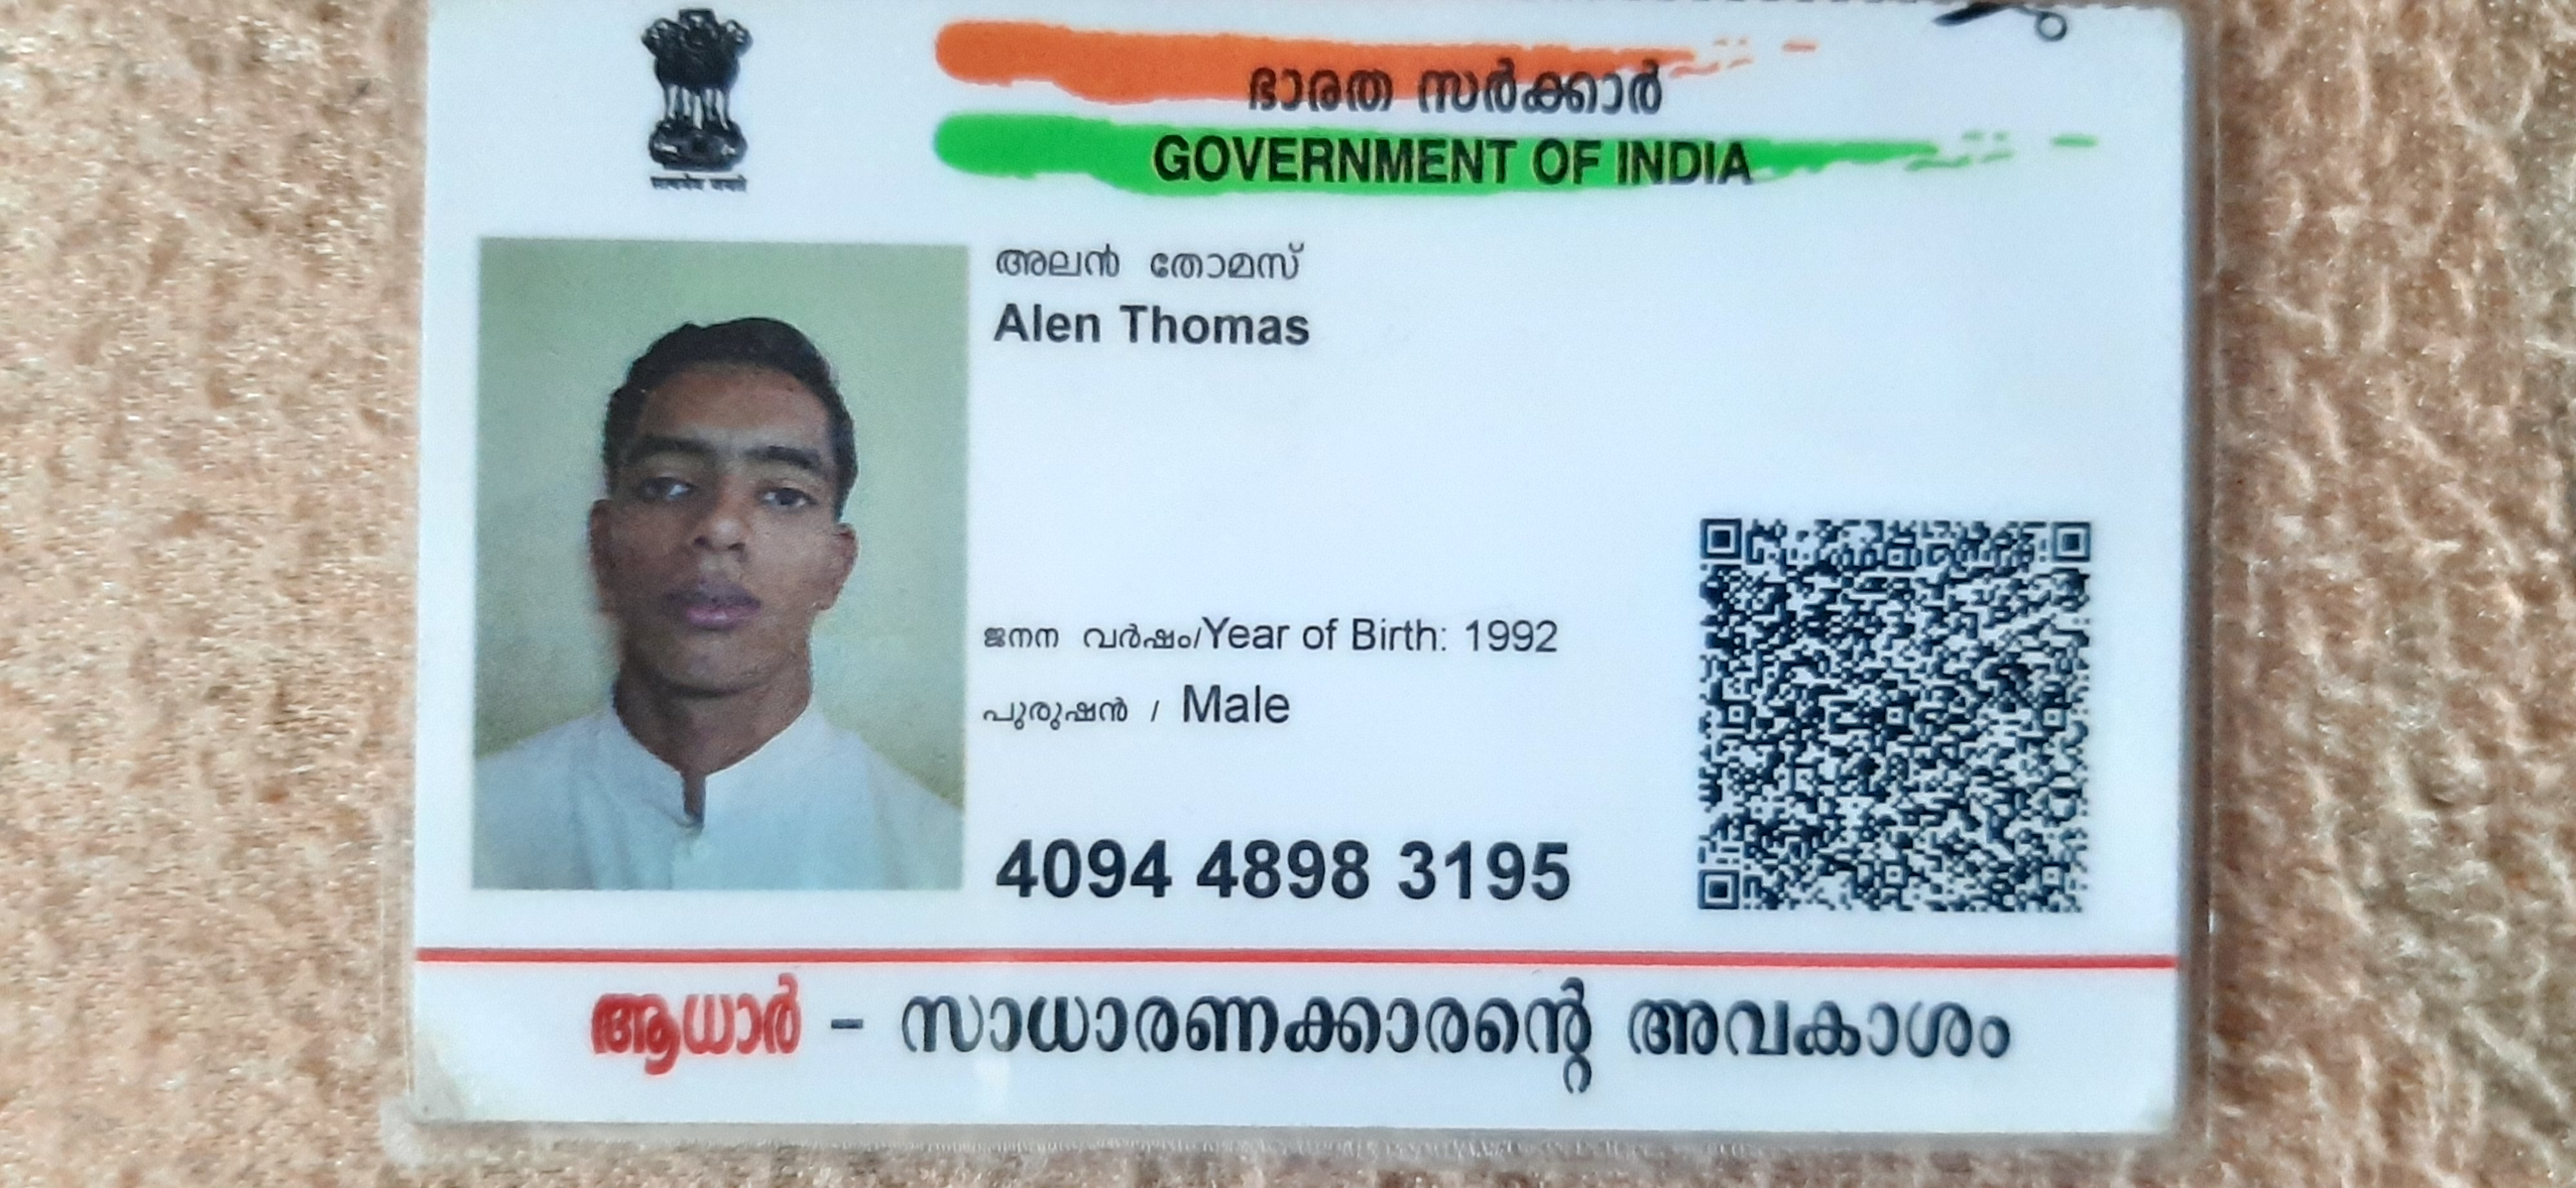 ഭാരത സർക്കാർ
GOVERNMENT OF INDIA
അലൻ തോമസ്
Alen Thomas
ജനന വർഷം/Year of Birth: 1992
പുരുഷൻ / Male
4094 4898 3195
ആധാർ - സാധാരണക്കാരന്റെ അവകാശം